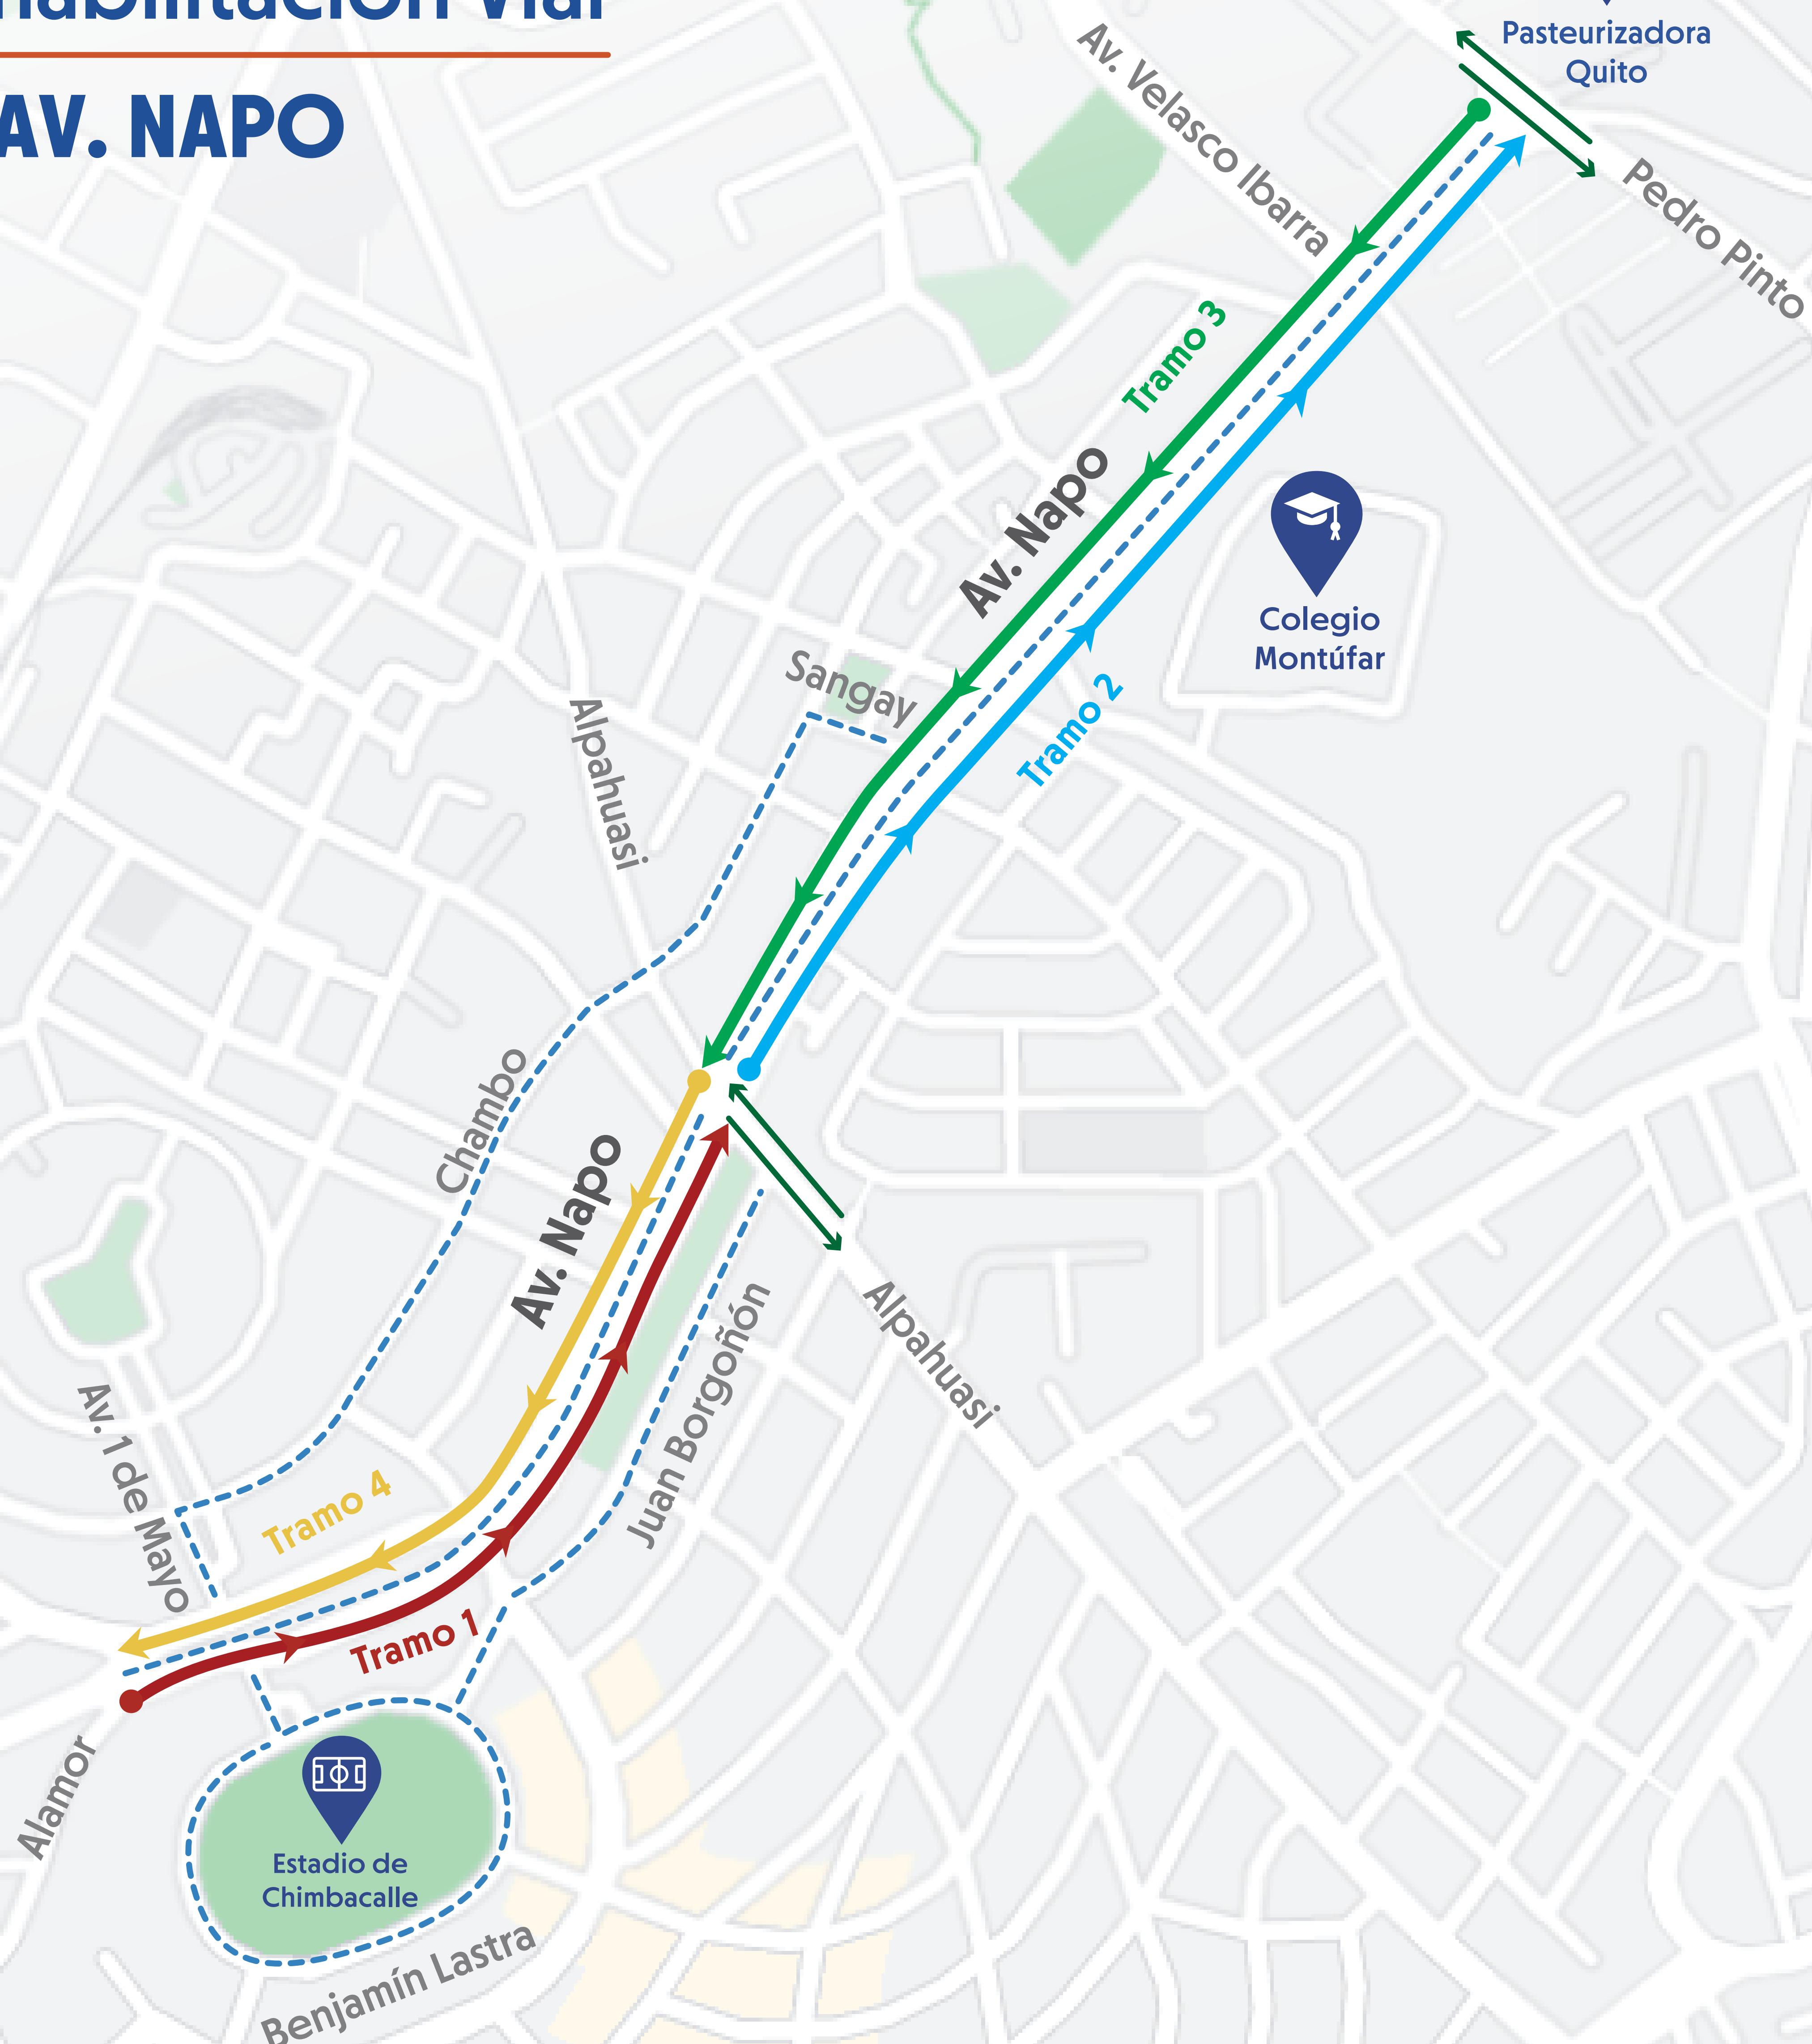 habilitación Vial
AV. NAPO
Pasteurizadora
Quito
Av. Velasco Ibarra
Pedro Pinto
Tramo 3
Av. Napo
Colegio
Montúfar
Sangay
Tramo 2
Alpahuasi
Chambo
Av. Napo
Alpahuasi
Juan Borgoñón
Av. 1 de Mayo
Tramo 4
Tramo 1
Alamor
Estadio de
Chimbacalle
Benjamín Lastra